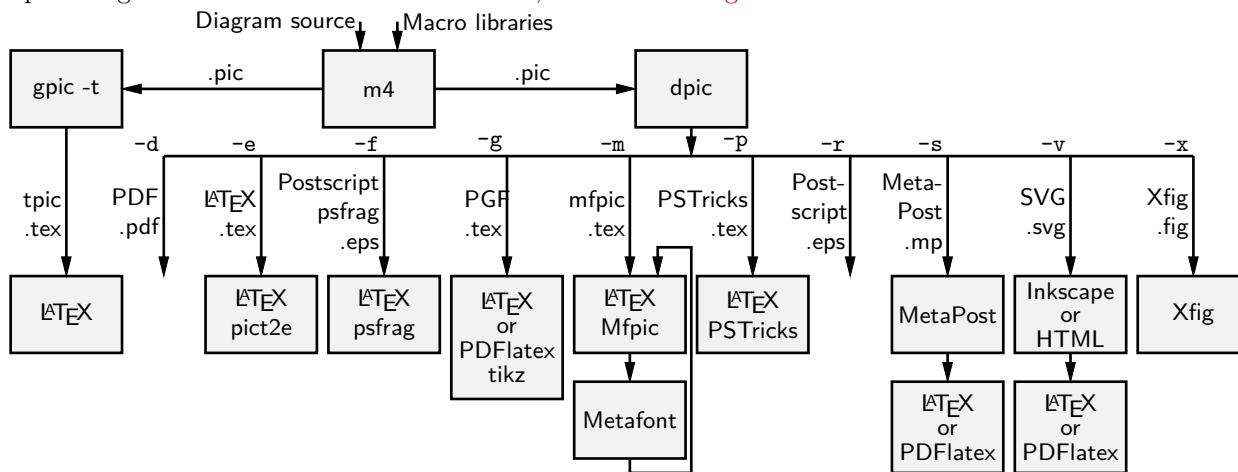 Diagram source
Macro libraries
gpic -t
.pic
m4
.pic
dpic
-d
-e
-f
-g
-m
-p
-r
-s
-v
-x
tpic
.tex
PDF
.pdf
LATEX
.tex
Postscript
psfrag
.eps
PGF
.tex
mfpic
.tex
PSTricks
.tex
Post-
script
.eps
Meta-
Post
.mp
SVG
.svg
Xfig
.fig
LATEX
LATEX
pict2e
LATEX
psfrag
LATEX
or
PDFlatex
tikz
LATEX
Mfpic
LATEX
PSTricks
MetaPost
Inkscape
or
HTML
Xfig
Metafont
LATEX
or
PDFlatex
LATEX
or
PDFlatex